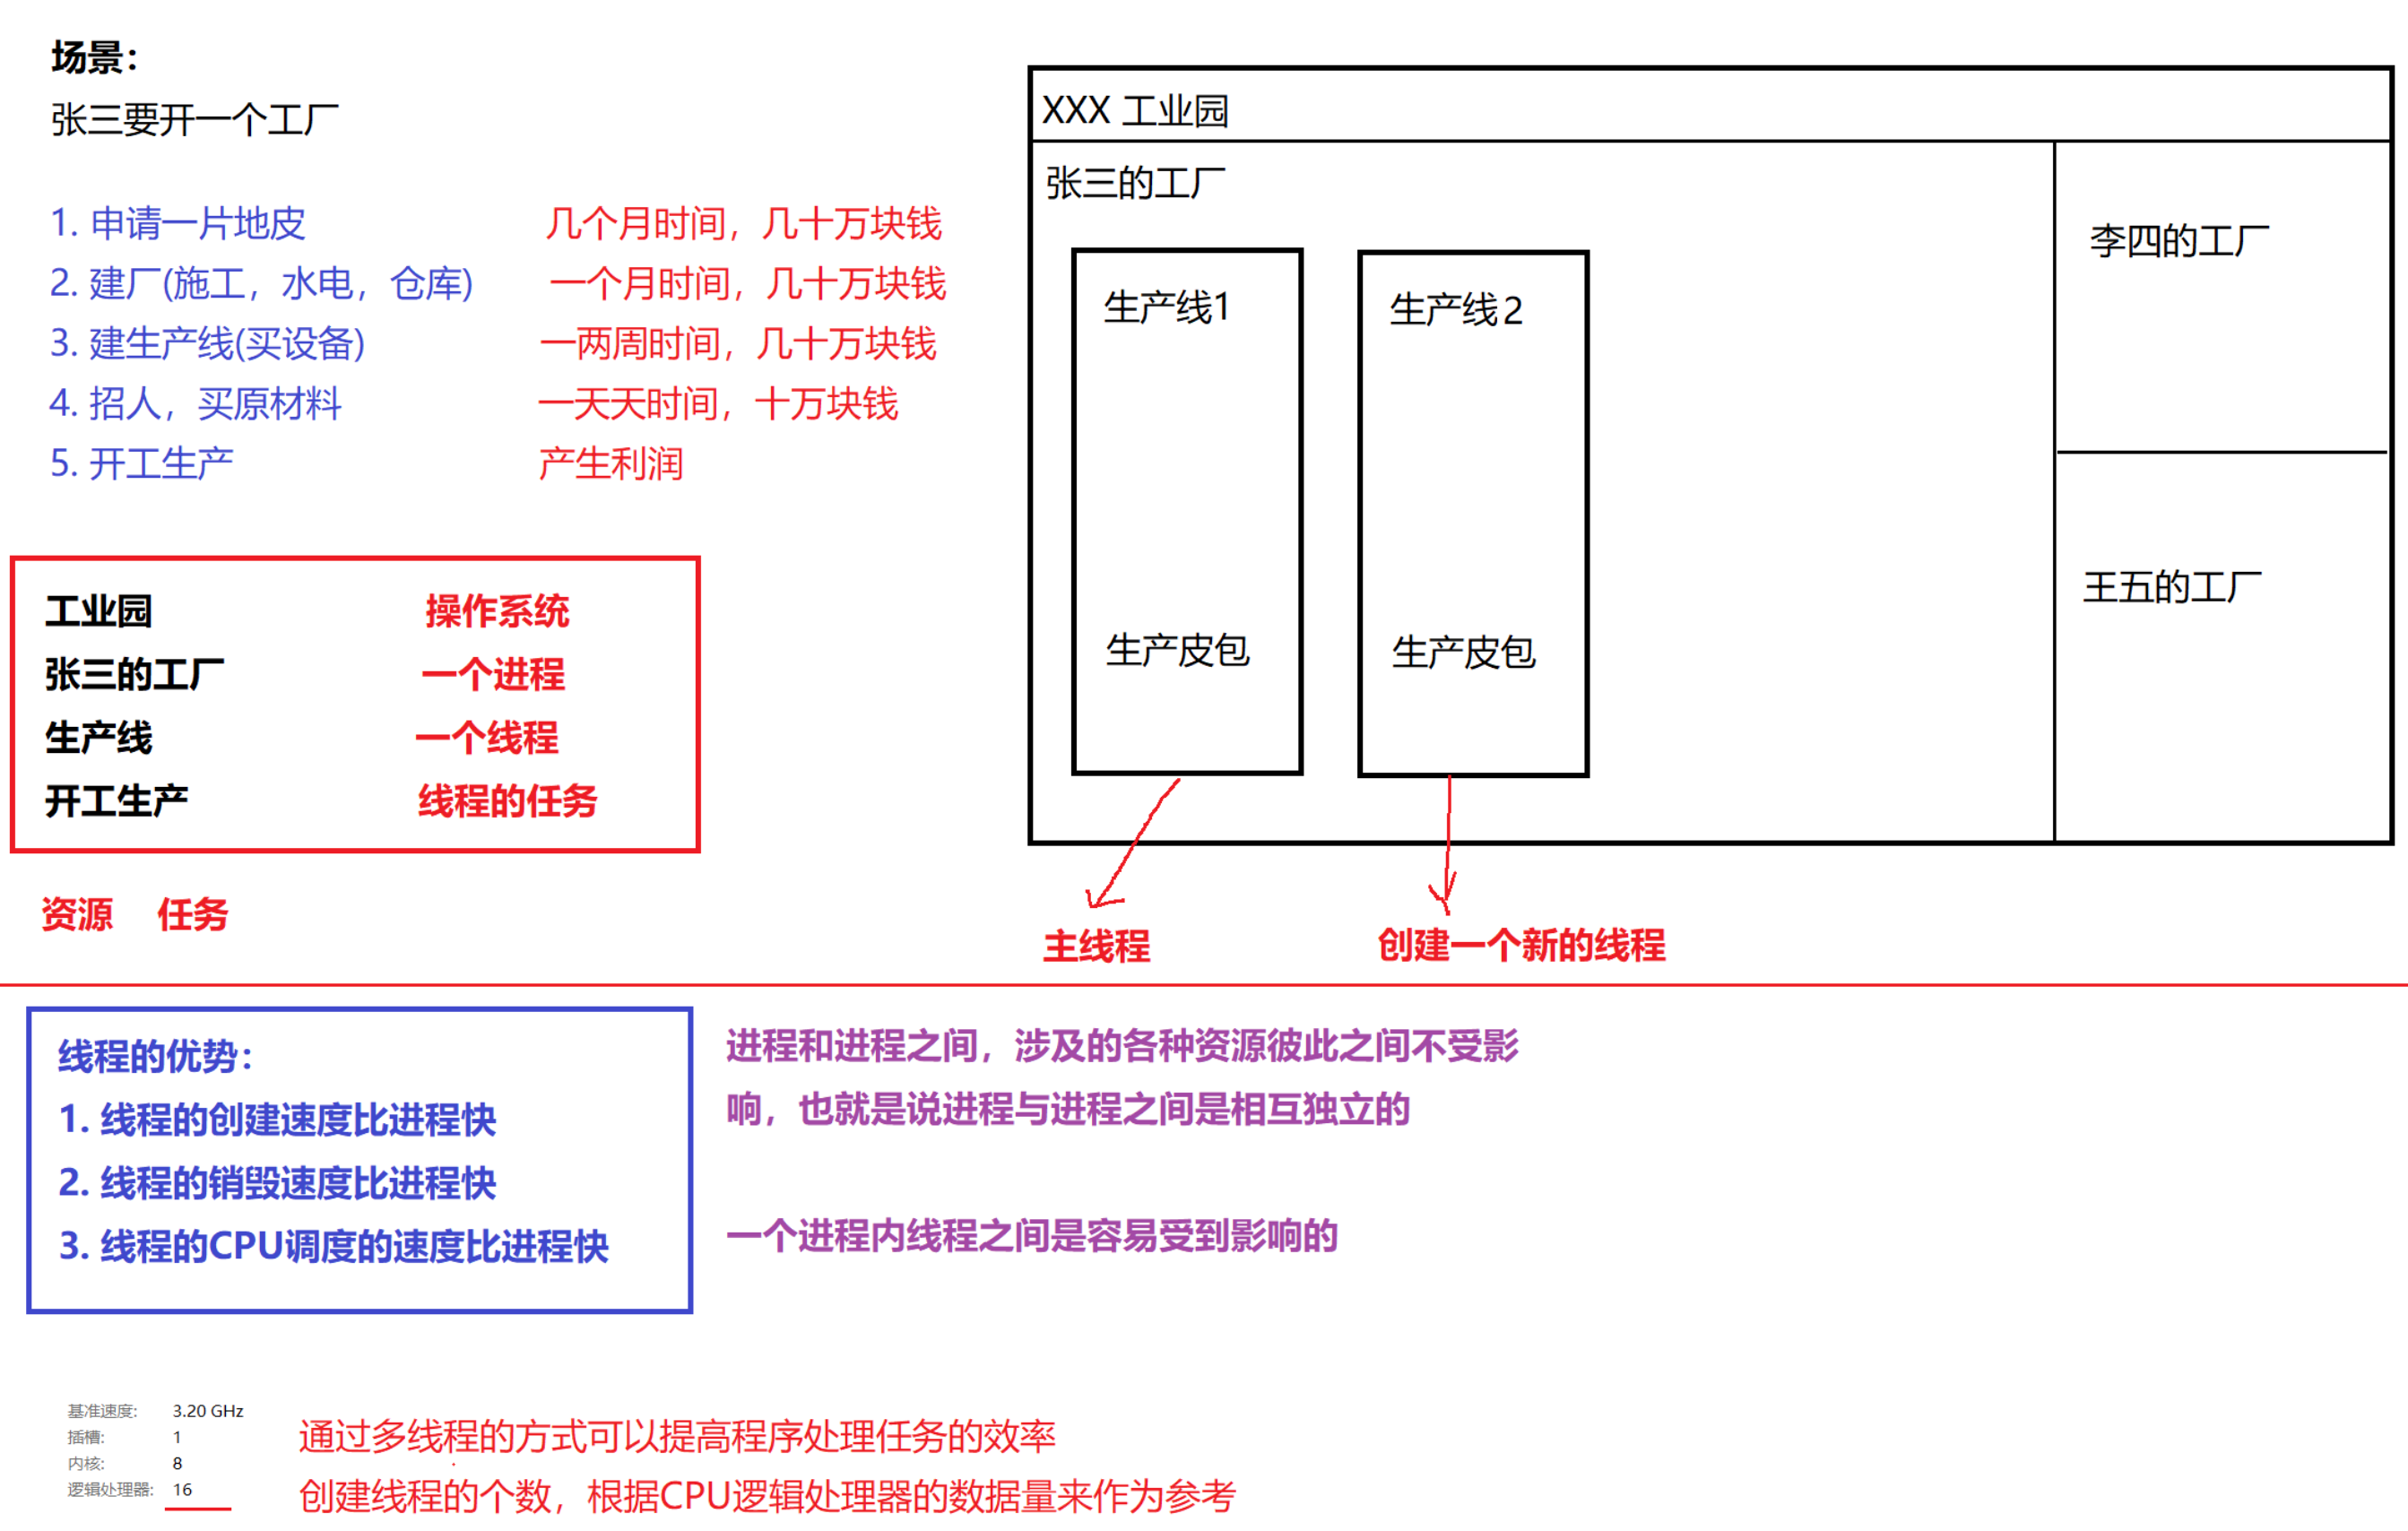 场景：
张三要开一个工厂
1. 申请一片地皮 几个月时间，几十万块钱
2. 建厂(施工，水电，仓库) 一个月时间，几十万块钱
3. 建生产线(买设备) 一两周时间，几十万块钱
4. 招人，买原材料 一天天时间，十万块钱
5. 开工生产 产生利润
工业园 操作系统
张三的工厂 一个进程
生产线 一个线程
开工生产 线程的任务
资源 任务
XXX 工业园
张三的工厂
生产线1
生产皮包
生产线2
生产皮包
李四的工厂
王五的工厂
主线程
创建一个新的线程
线程的优势：
1. 线程的创建速度比进程快
2. 线程的销毁速度比进程快
3. 线程的CPU调度的速度比进程快
进程和进程之间，涉及的各种资源彼此之间不受影
响，也就是说进程与进程之间是相互独立的
一个进程内线程之间是容易受到影响的
基准速度: 3.20 GHz
插槽: 1
内核: 8
逻辑处理器: 16
通过多线程的方式可以提高程序处理任务的效率
创建线程的个数，根据CPU逻辑处理器的数据量来作为参考